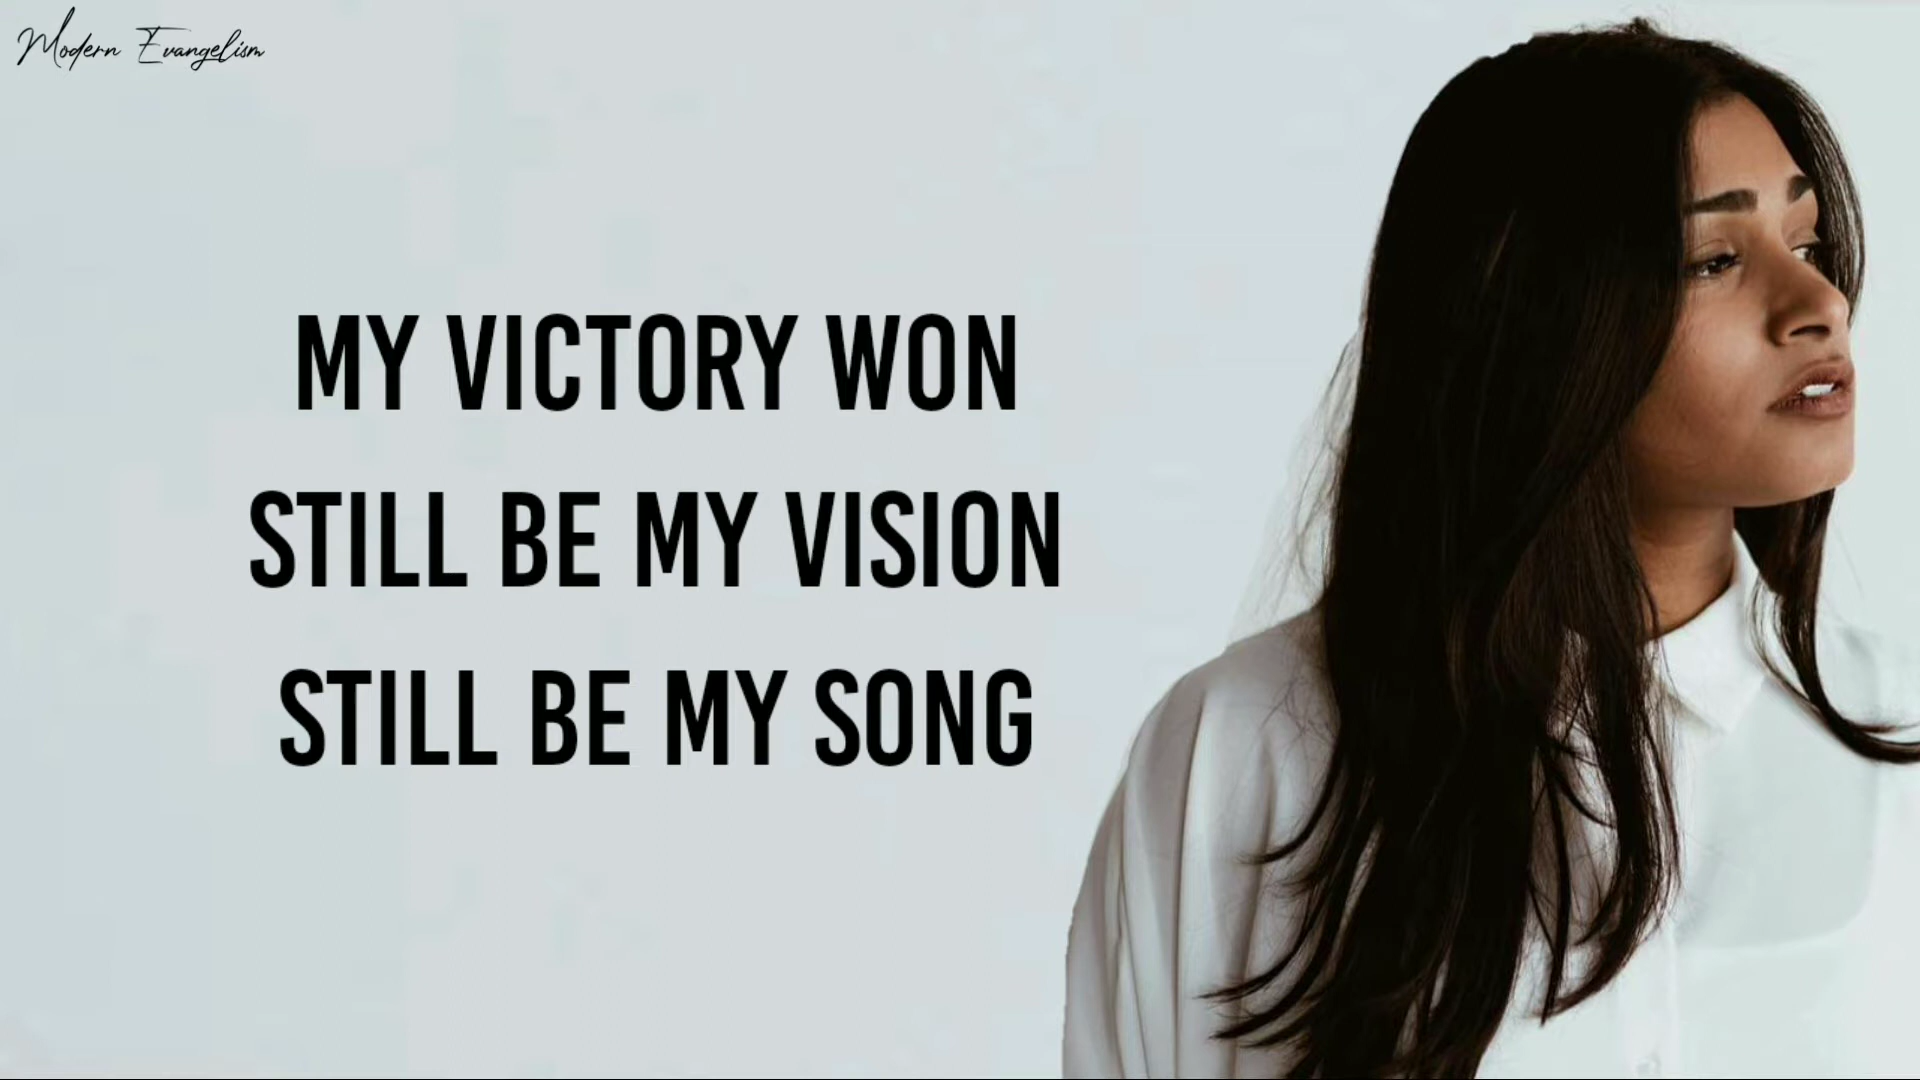 Modern Evangelism
MY VICTORY WON
STILL BE MY VISION
STILL BE MY SONG